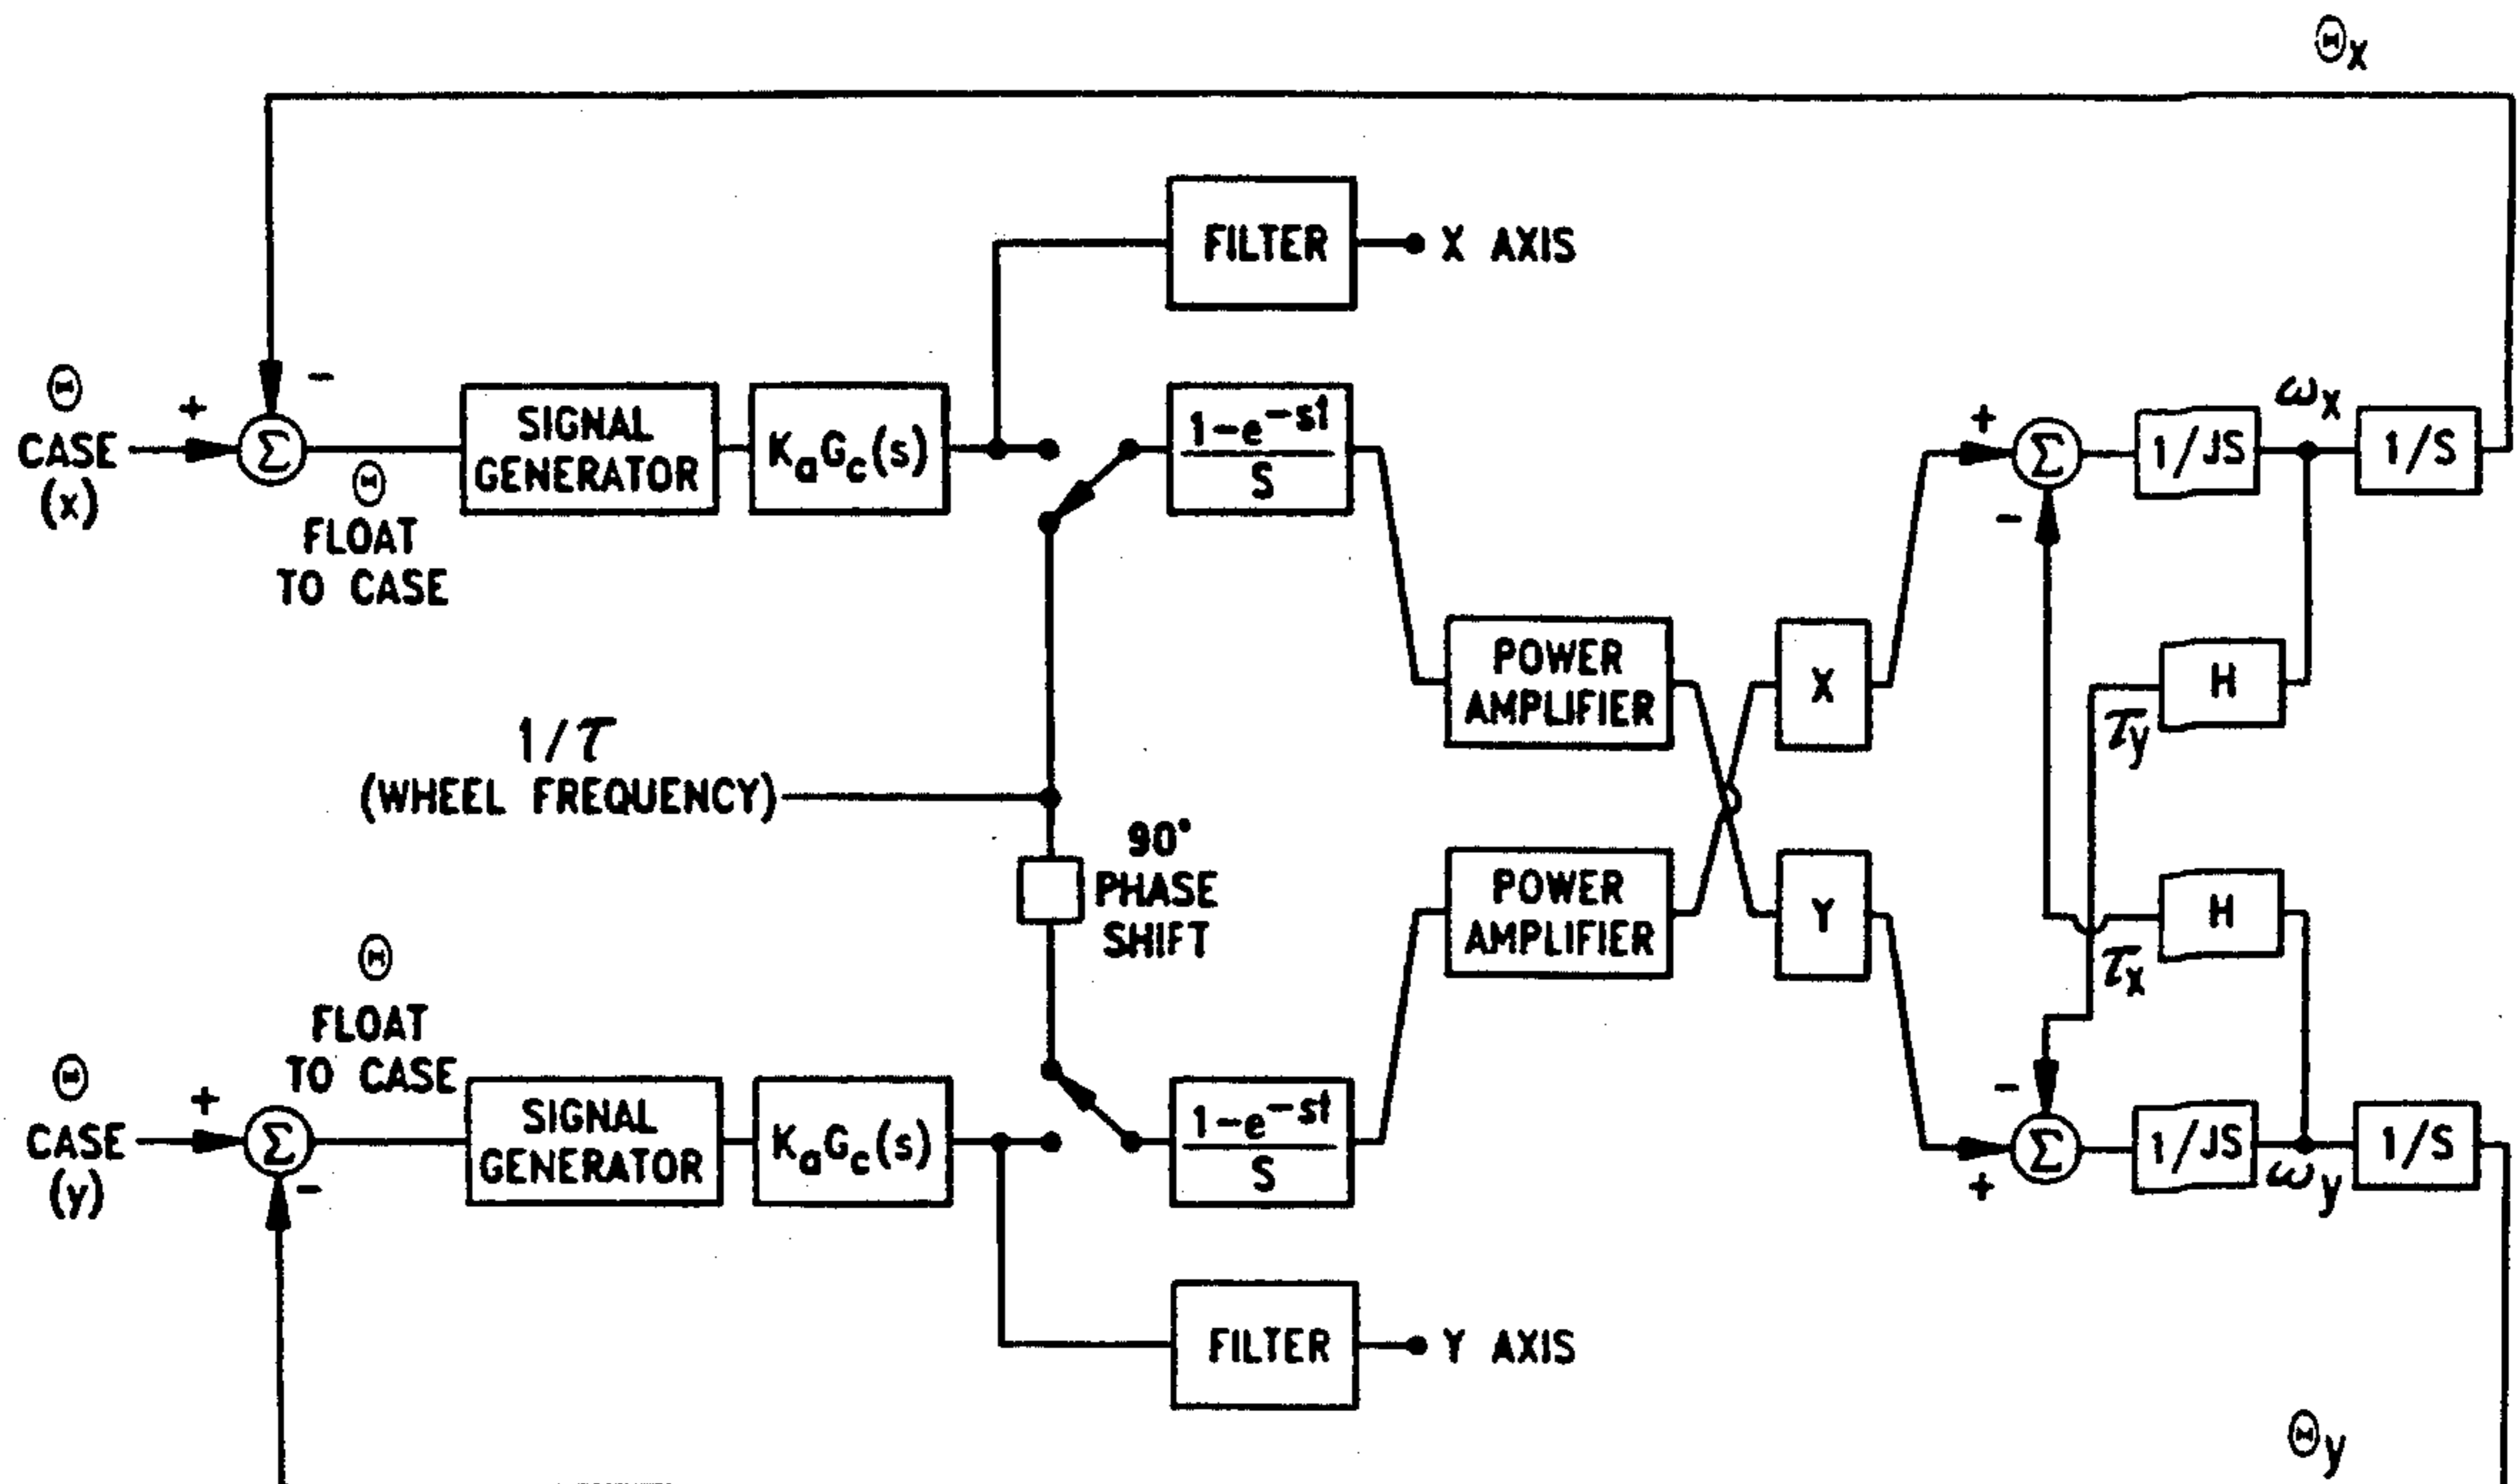 Θx
FILTER
X AXIS
Θ
CASE
(x)
+
-
Σ
Θ
FLOAT
TO CASE
SIGNAL
GENERATOR
KaGc(s)
1-e^-st
S
+
-
Σ
1/JS
ωx
1/S
POWER
AMPLIFIER
X
H
τy
1/τ
(WHEEL FREQUENCY)
90°
PHASE
SHIFT
POWER
AMPLIFIER
Y
H
τx
Θ
FLOAT
TO CASE
Θ
CASE
(y)
+
-
Σ
SIGNAL
GENERATOR
KaGc(s)
1-e^-st
S
-
+
Σ
1/JS
ωy
1/S
FILTER
Y AXIS
Θy